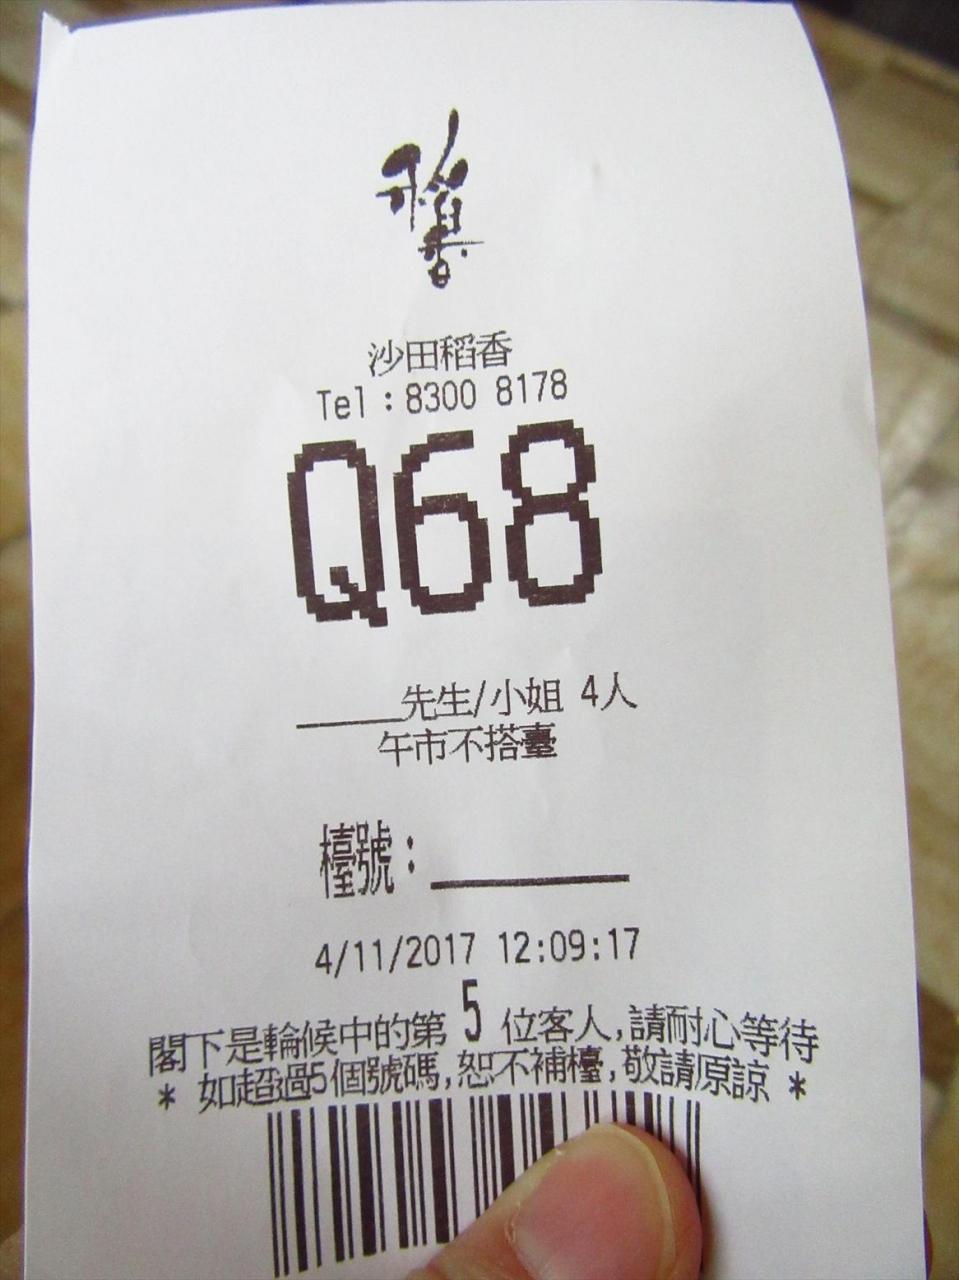 稻香
沙田稻香
Tel：8300 8178
Q68
____先生/小姐 4人
午市不搭臺
檯號：________
4/11/2017 12:09:17
閣下是輪候中的第 5 位客人,請耐心等待
* 如超過5個號碼,恕不補檯,敬請原諒 *